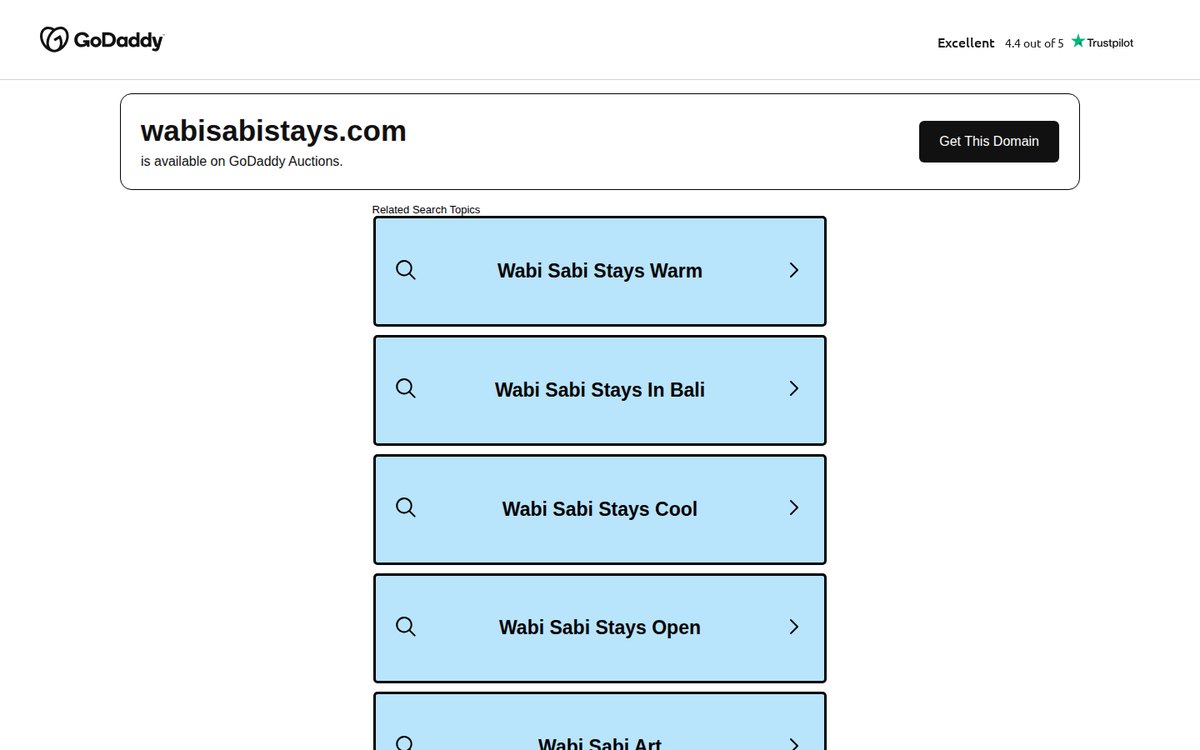 GoDaddy
Excellent 4.4 out of 5 Trustpilot
wabisabistays.com
is available on GoDaddy Auctions.
Get This Domain
Related Search Topics
Wabi Sabi Stays Warm
Wabi Sabi Stays In Bali
Wabi Sabi Stays Cool
Wabi Sabi Stays Open
Wabi Sabi Art